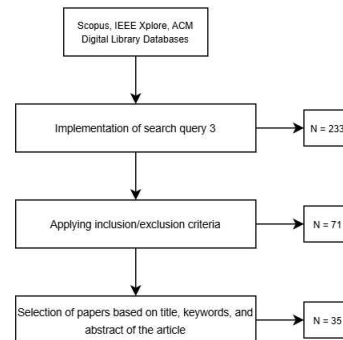 Scopus, IEEE Xplore, ACM
Digital Library Databases
Implementation of search query 3
N = 233
Applying inclusion/exclusion criteria
N = 71
Selection of papers based on title, keywords, and
abstract of the article
N = 35